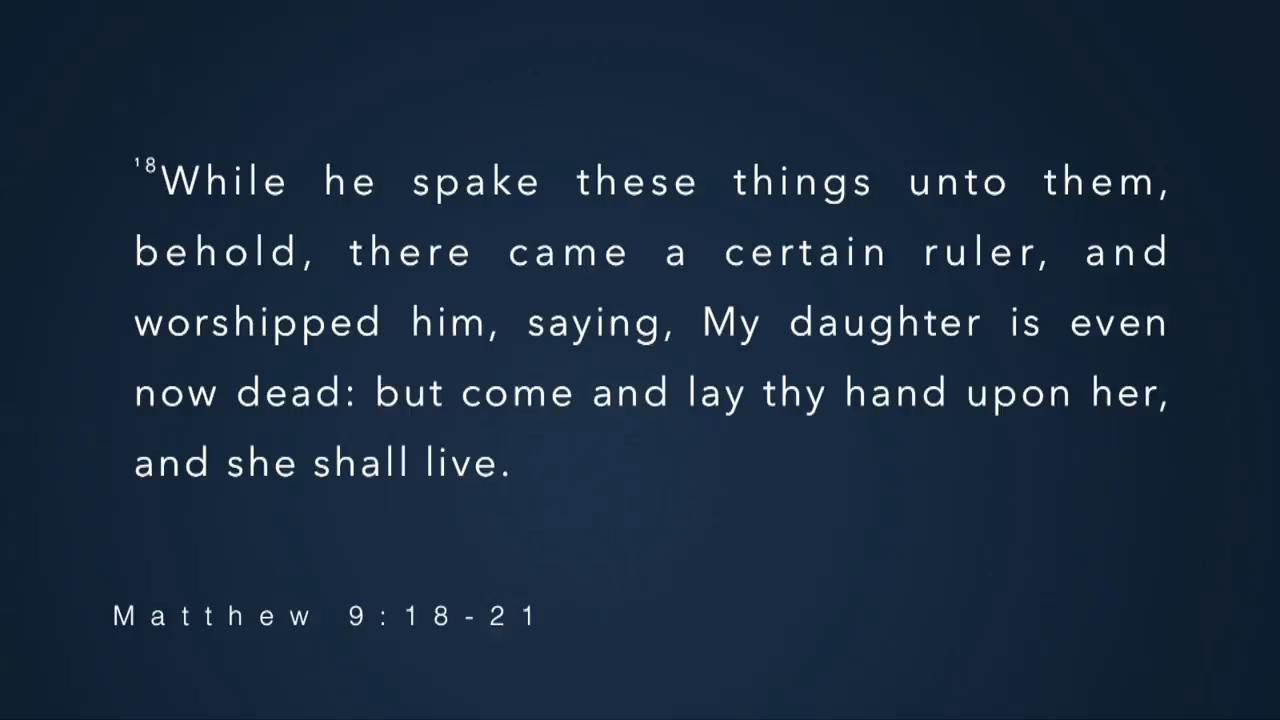 18While he spake these things unto them,
behold, there came a certain ruler, and
worshipped him, saying, My daughter is even
now dead: but come and lay thy hand upon her,
and she shall live.
Matthew 9:18-21